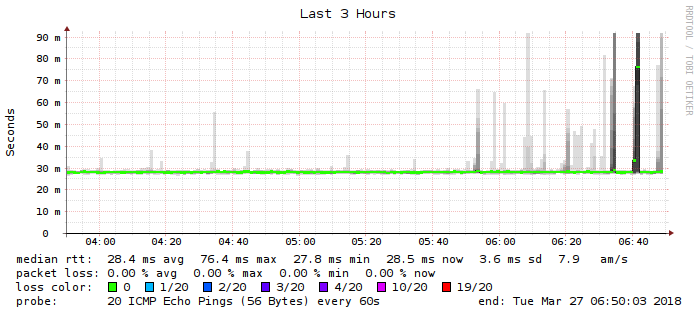 Last 3 Hours
RRDTOOL / TOBI OETIKER
Seconds
90 m
80 m
70 m
60 m
50 m
40 m
30 m
20 m
10 m
0
04:00 04:20 04:40 05:00 05:20 05:40 06:00 06:20 06:40
median rtt: 28.4 ms avg 76.4 ms max 27.8 ms min 28.5 ms now 3.6 ms sd 7.9 am/s
packet loss: 0.00 % avg 0.00 % max 0.00 % min 0.00 % now
loss color: 0 1/20 2/20 3/20 4/20 10/20 19/20
probe: 20 ICMP Echo Pings (56 Bytes) every 60s end: Tue Mar 27 06:50:03 2018